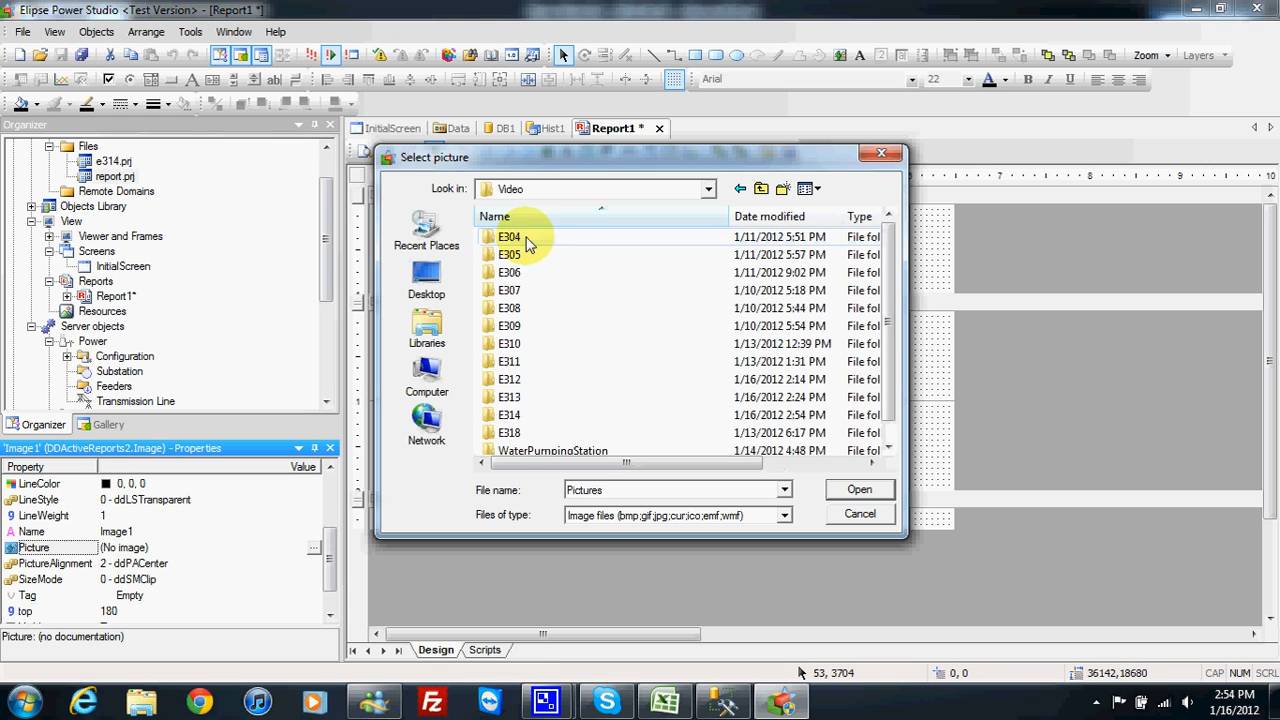 Elipse Power Studio <Test Version> - [Report1 *]
File View Objects Arrange Tools Window Help
Zoom Layers
Arial 22 B I U
Organizer
InitialScreen Data DB1 Hist1 Report1 *
Files
e314.prj
report.prj
Remote Domains
Objects Library
View
Viewer and Frames
Screens
InitialScreen
Reports
Report1*
Resources
Server objects
Power
Configuration
Substation
Feeders
Transmission Line
Organizer Gallery
'Image1' (DDActiveReports2.Image) - Properties
Property Value
LineColor 0, 0, 0
LineStyle 0 - ddLSTransparent
LineWeight 1
Name Image1
Picture (No image) ...
PictureAlignment 2 - ddPACenter
SizeMode 0 - ddSMClip
Tag Empty
top 180
Picture: (no documentation)
Select picture
Look in: Video
Name Date modified Type
Recent Places
Desktop
Libraries
Computer
Network
E304 1/11/2012 5:51 PM File fol
E305 1/11/2012 5:57 PM File fol
E306 1/11/2012 9:02 PM File fol
E307 1/10/2012 5:18 PM File fol
E308 1/10/2012 5:44 PM File fol
E309 1/10/2012 5:54 PM File fol
E310 1/13/2012 12:39 PM File fol
E311 1/13/2012 1:31 PM File fol
E312 1/16/2012 2:14 PM File fol
E313 1/16/2012 2:24 PM File fol
E314 1/16/2012 2:54 PM File fol
E318 1/13/2012 6:17 PM File fol
WaterPumpingStation 1/14/2012 4:48 PM File fol
File name: Pictures Open
Files of type: Image files (bmp;gif;jpg;cur;ico;emf;wmf) Cancel
6 7 8 9 10
Design Scripts
53, 3704 0, 0 36142,18680 CAP NUM
2:54 PM
1/16/2012